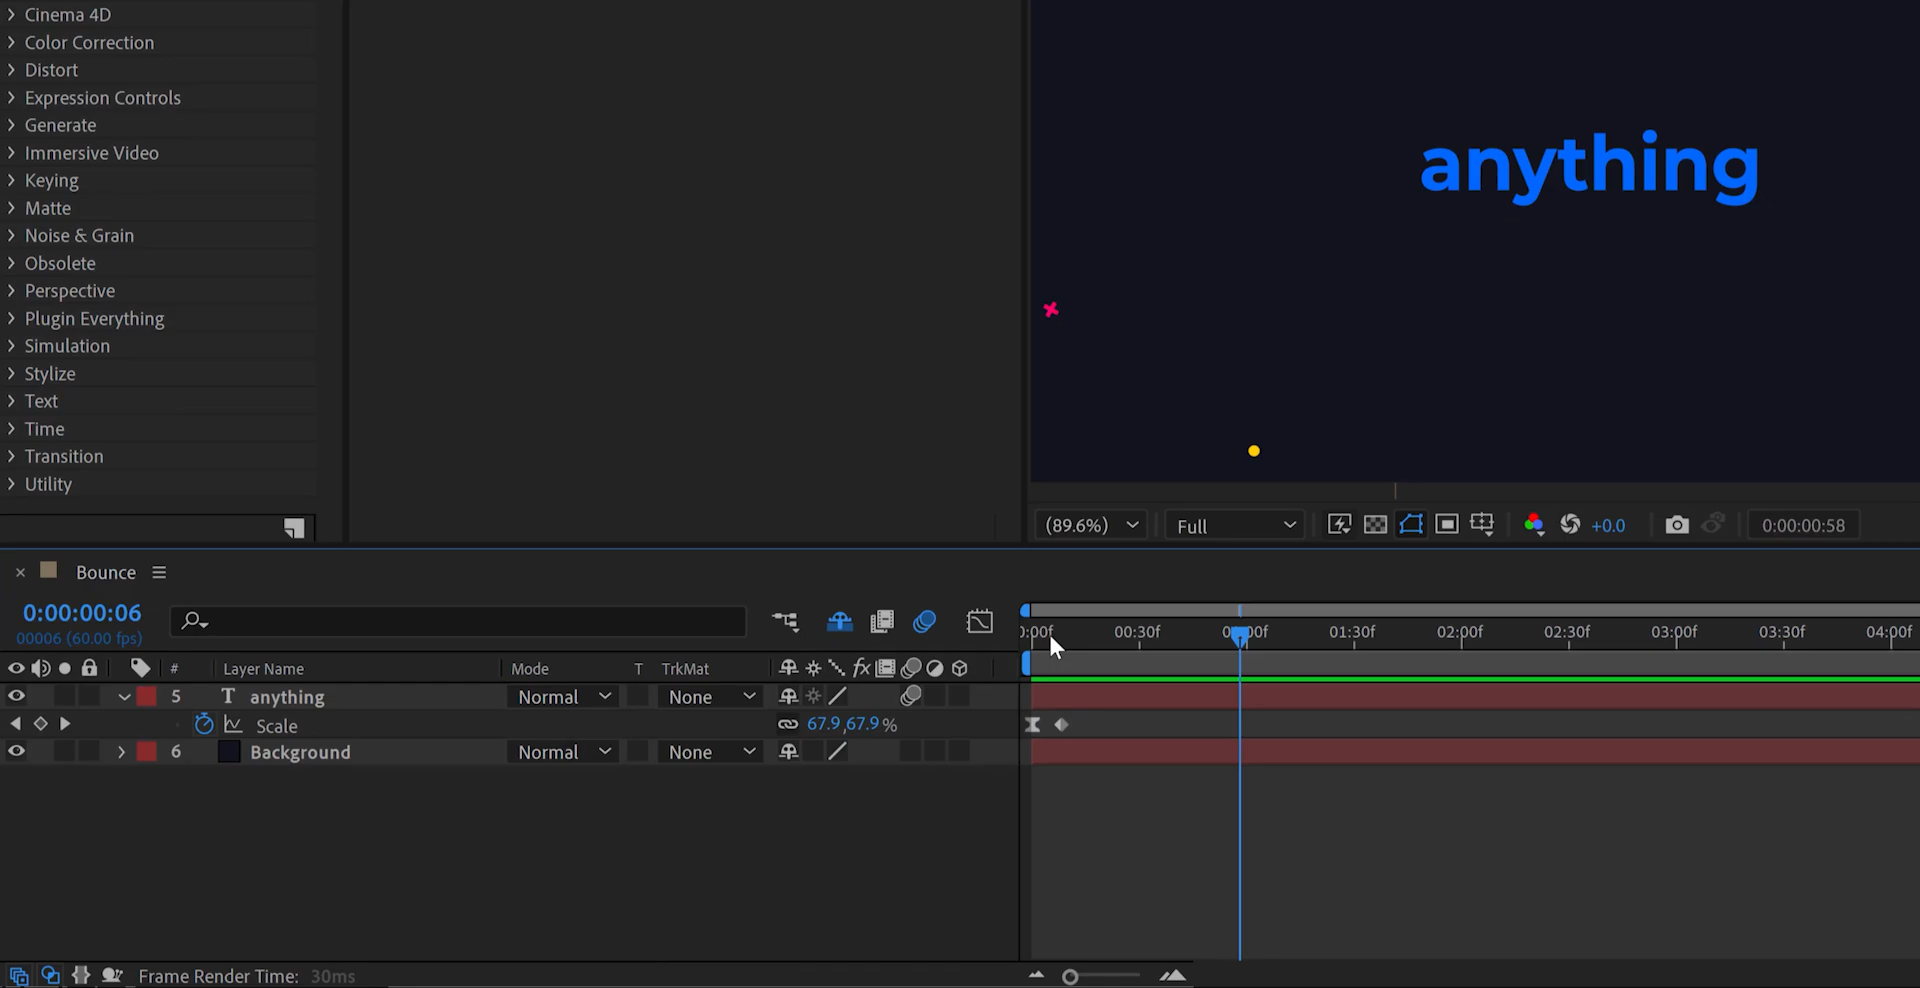 Cinema 4D
Color Correction
Distort
Expression Controls
Generate
Immersive Video
Keying
Matte
Noise & Grain
Obsolete
Perspective
Plugin Everything
Simulation
Stylize
Text
Time
Transition
Utility
anything
(89.6%)
Full
+0.0
0:00:00:58
Bounce
0:00:00:06
00006 (60.00 fps)
00:30f
01:30f
02:00f
02:30f
03:00f
03:30f
04:00f
# Layer Name Mode T TrkMat fx
5 T anything Normal None
Scale 67.9,67.9%
6 Background Normal None
Frame Render Time: 30ms